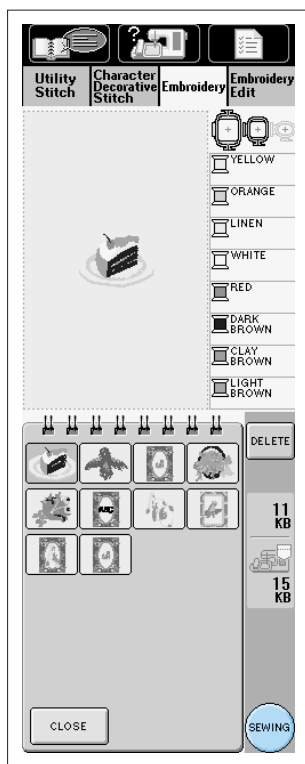 Utility
Stitch
Character
Decorative
Stitch
Embroidery
Embroidery
Edit
YELLOW
ORANGE
LINEN
WHITE
RED
DARK
BROWN
CLAY
BROWN
LIGHT
BROWN
DELETE
ABC
11
KB
15
KB
CLOSE
SEWING